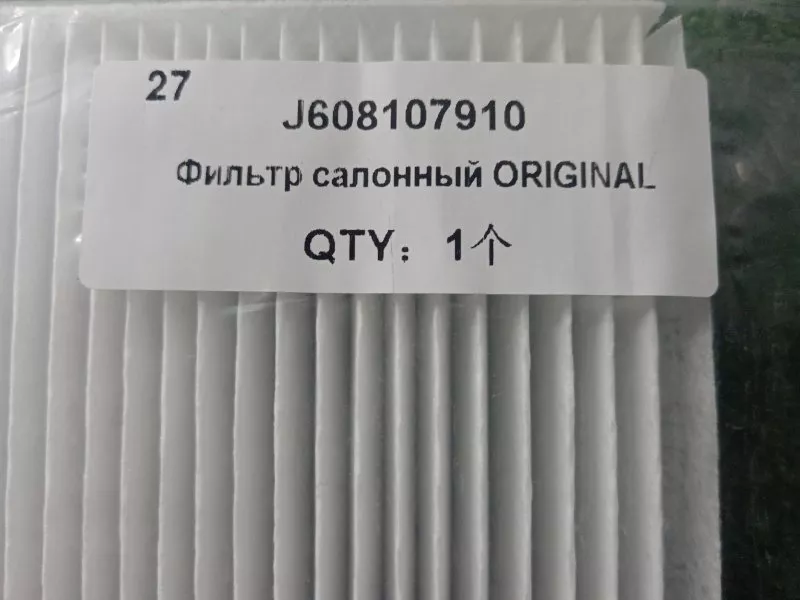 27
J608107910
Фильтр салонный ORIGINAL
QTY：1个